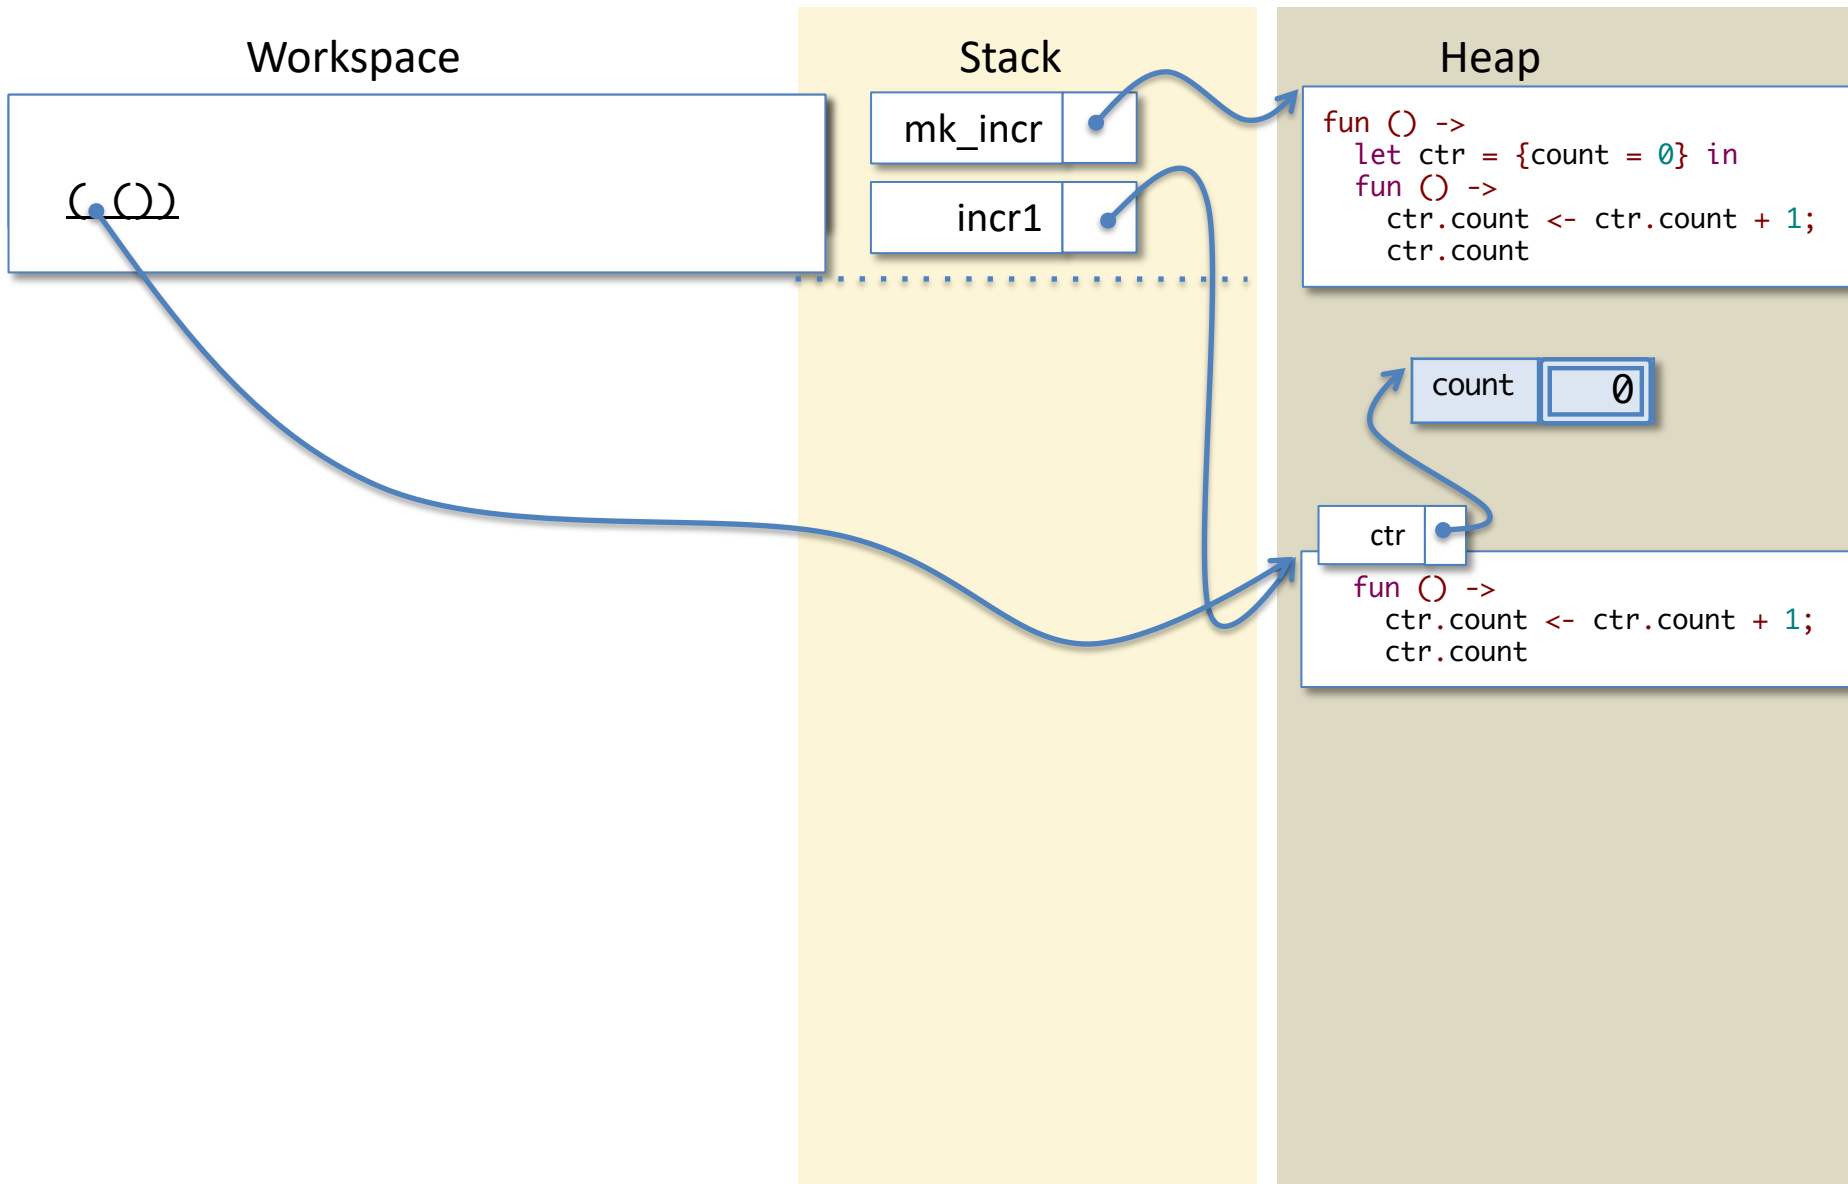 Workspace
Stack
Heap
( ())
mk_incr
incr1
fun () ->
let ctr = {count = 0} in
fun () ->
ctr.count <- ctr.count + 1;
ctr.count
count 0
ctr
fun () ->
ctr.count <- ctr.count + 1;
ctr.count